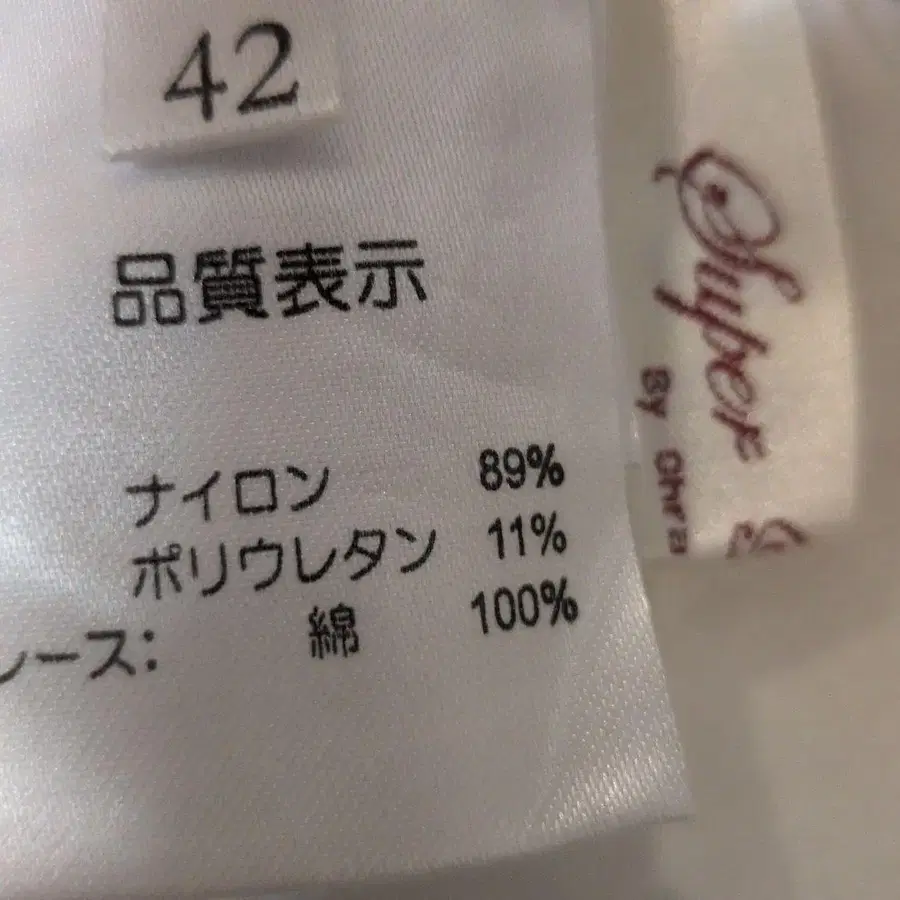 42
品質表示
ナイロン 89%
ポリウレタン 11%
レース: 綿 100%
Super
By